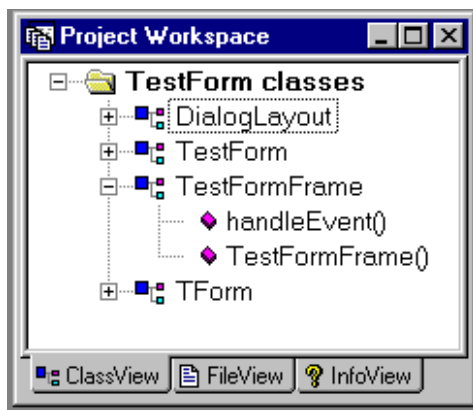 Project Workspace
TestForm classes
DialogLayout
TestForm
TestFormFrame
handleEvent()
TestFormFrame()
TForm
ClassView FileView InfoView